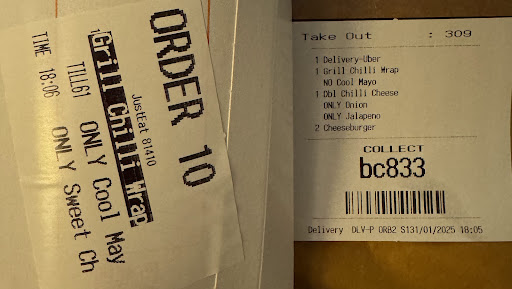 ORDER 10
JustEat 81410
1Grill Chilli Wrap
TILL61 ONLY Cool May
ONLY Sweet Ch
TIME 18:06
Take Out : 309
1 Delivery-Uber
1 Grill Chilli Wrap
NO Cool Mayo
1 Dbl Chilli Cheese
ONLY Onion
ONLY Jalapeno
2 Cheeseburger
COLLECT
bc833
Delivery DLV-P ORB2 S131/01/2025 18:05